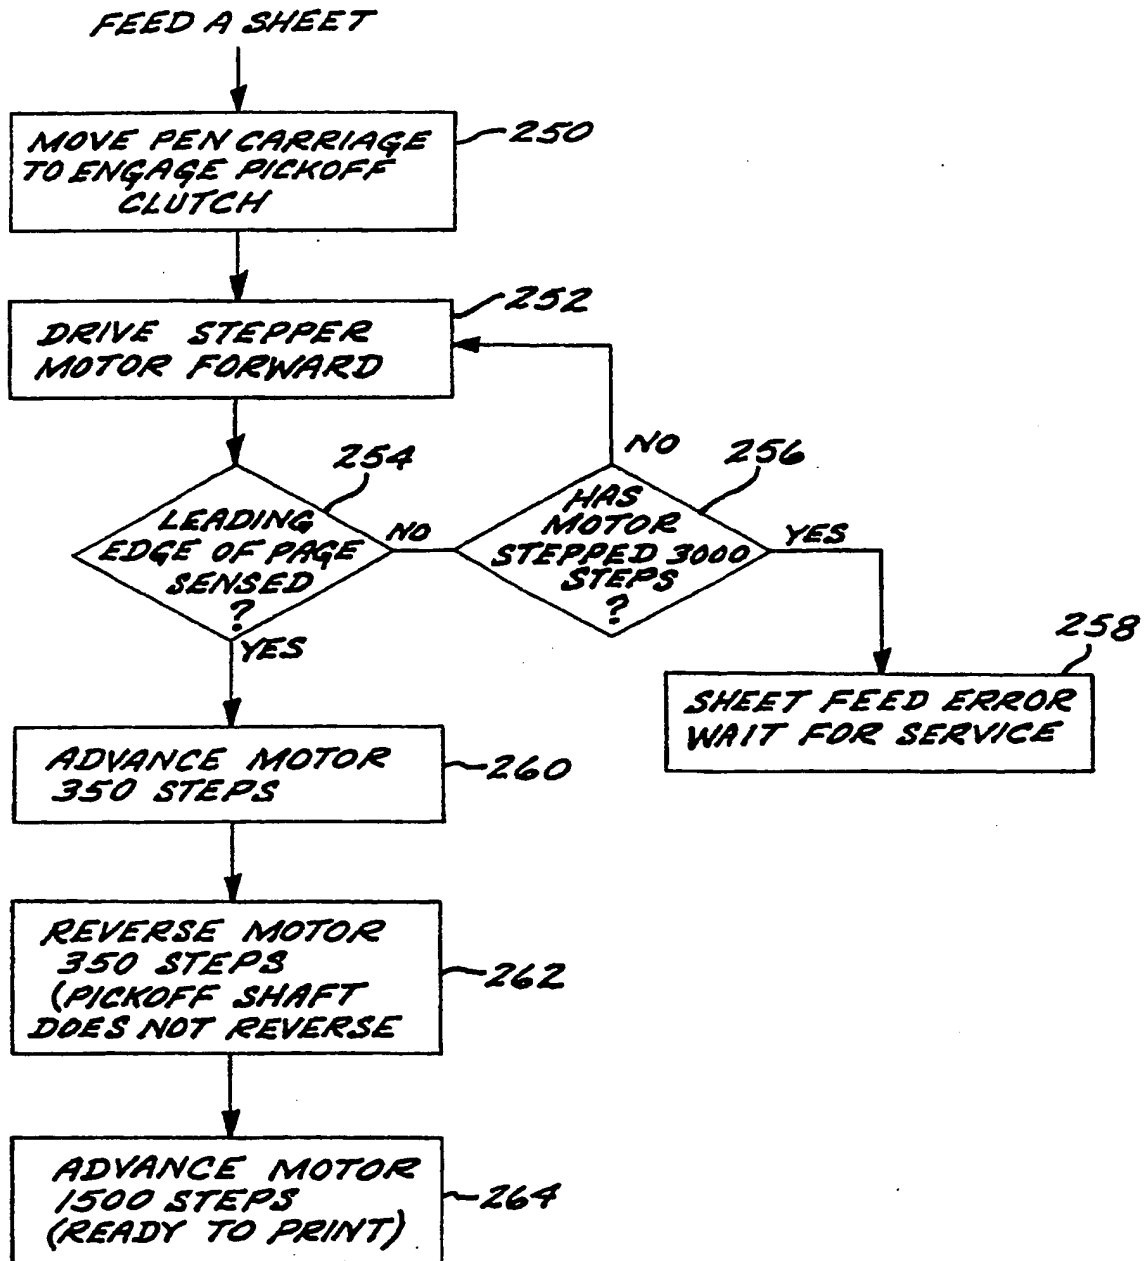 FEED A SHEET
MOVE PEN CARRIAGE
TO ENGAGE PICKOFF
CLUTCH
250
DRIVE STEPPER
MOTOR FORWARD
252
LEADING
EDGE OF PAGE
SENSED
?
254
NO
YES
HAS
MOTOR
STEPPED 3000
STEPS
?
256
NO
YES
SHEET FEED ERROR
WAIT FOR SERVICE
258
ADVANCE MOTOR
350 STEPS
260
REVERSE MOTOR
350 STEPS
(PICKOFF SHAFT
DOES NOT REVERSE
262
ADVANCE MOTOR
1500 STEPS
(READY TO PRINT)
264